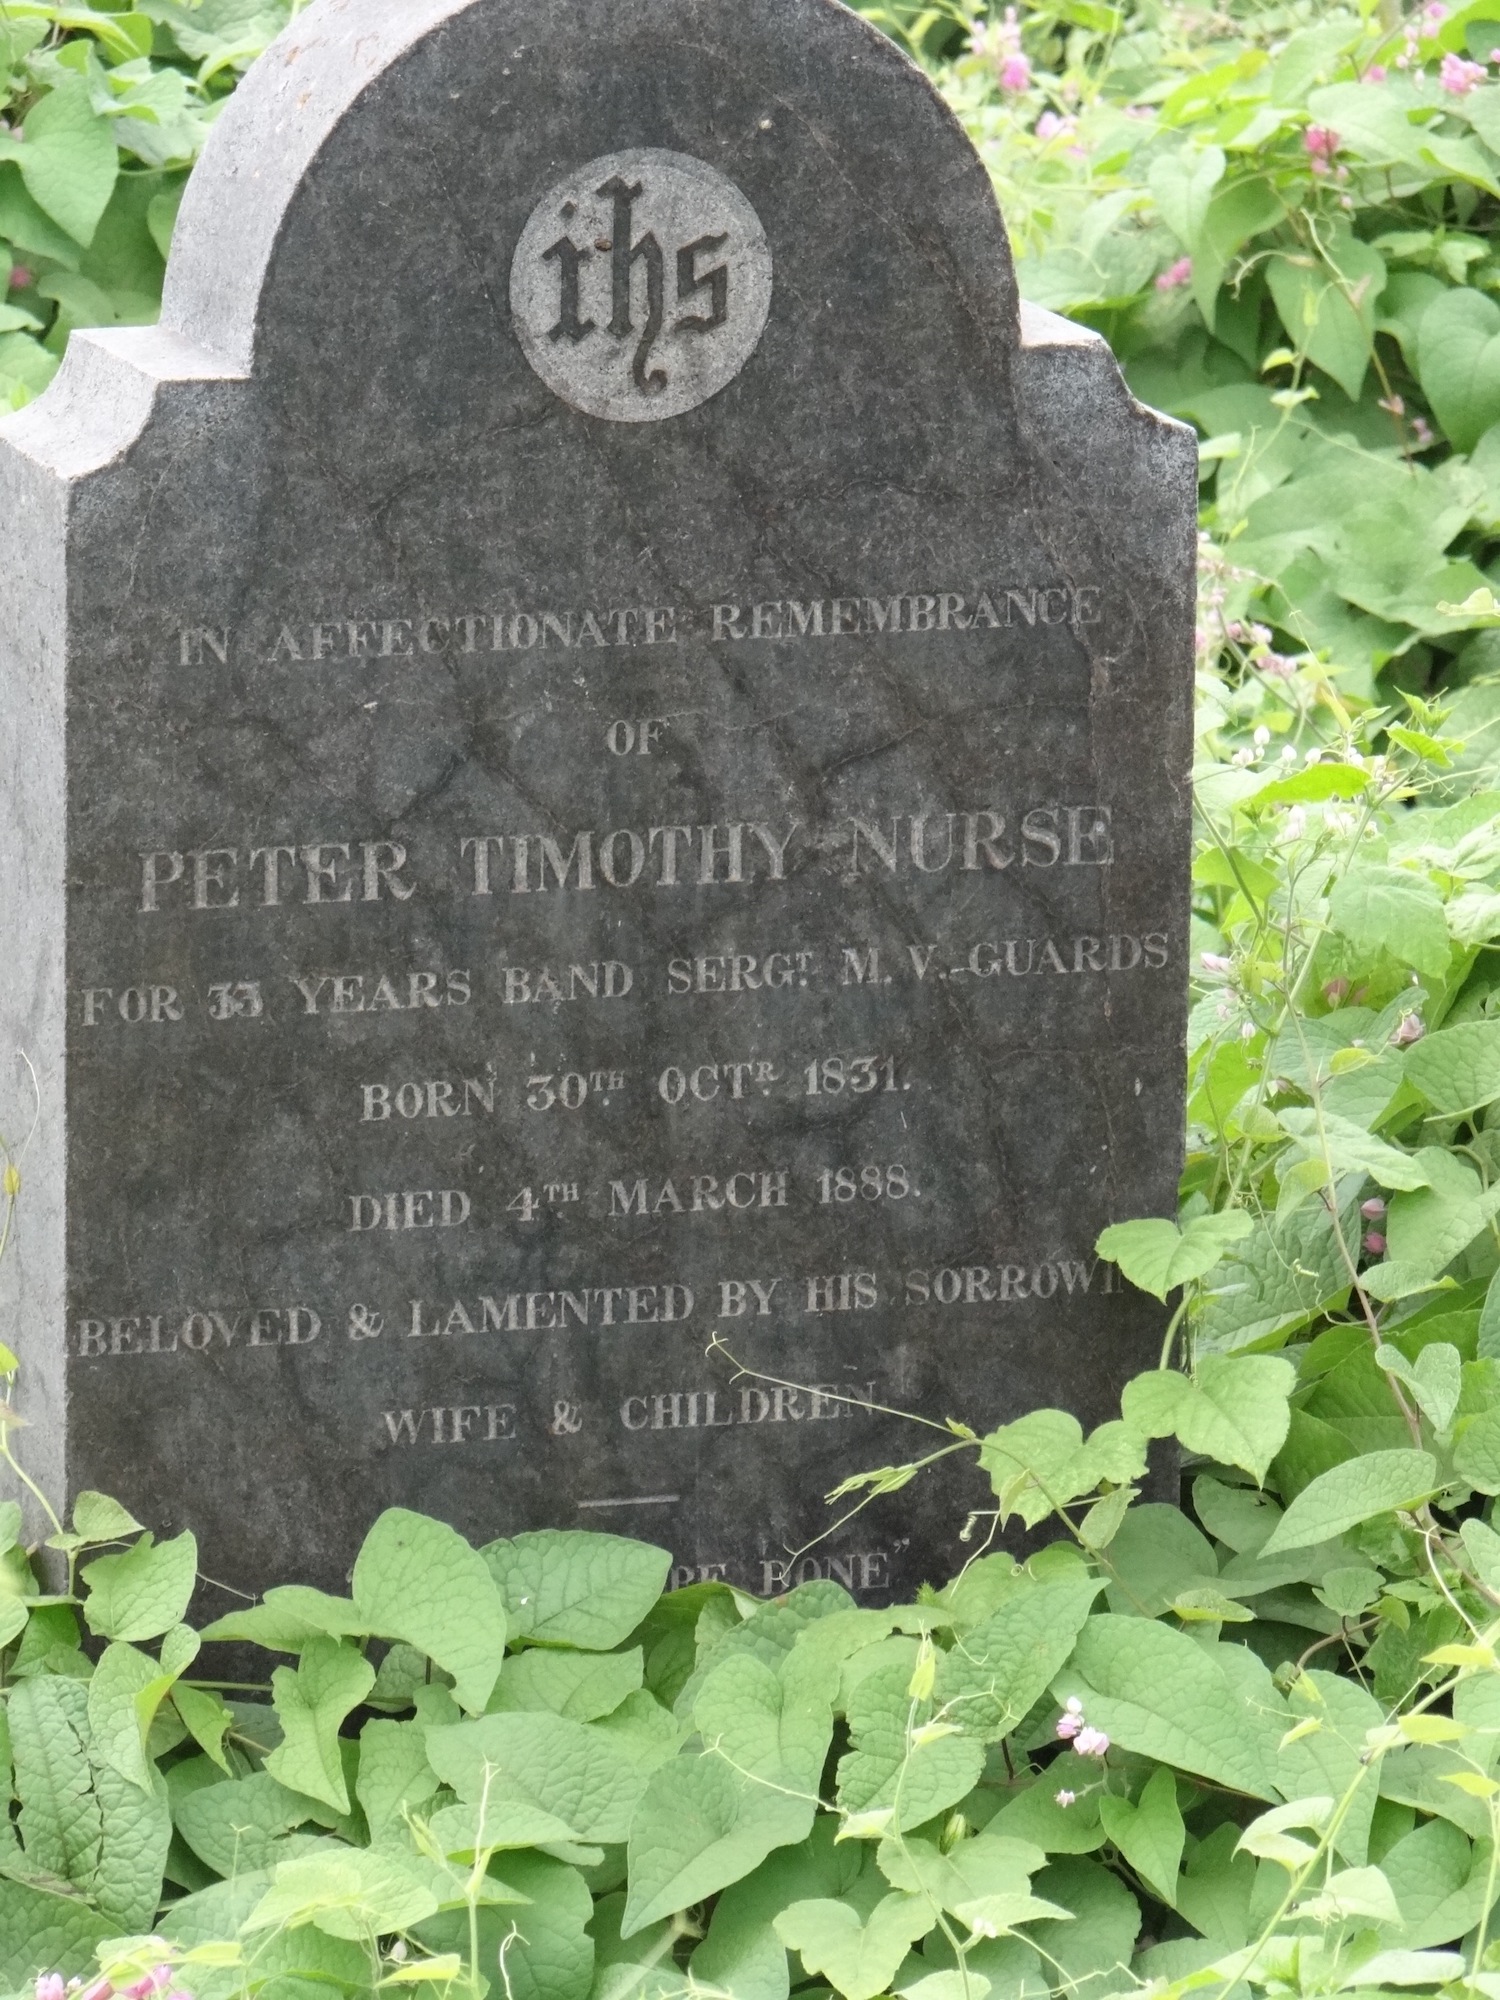 ihs
IN AFFECTIONATE REMEMBRANCE
OF
PETER TIMOTHY NURSE
FOR 33 YEARS BAND SERGT. M. V. GUARDS
BORN 30TH OCTR. 1831.
DIED 4TH MARCH 1888.
BELOVED & LAMENTED BY HIS
WIFE & CHILDREN